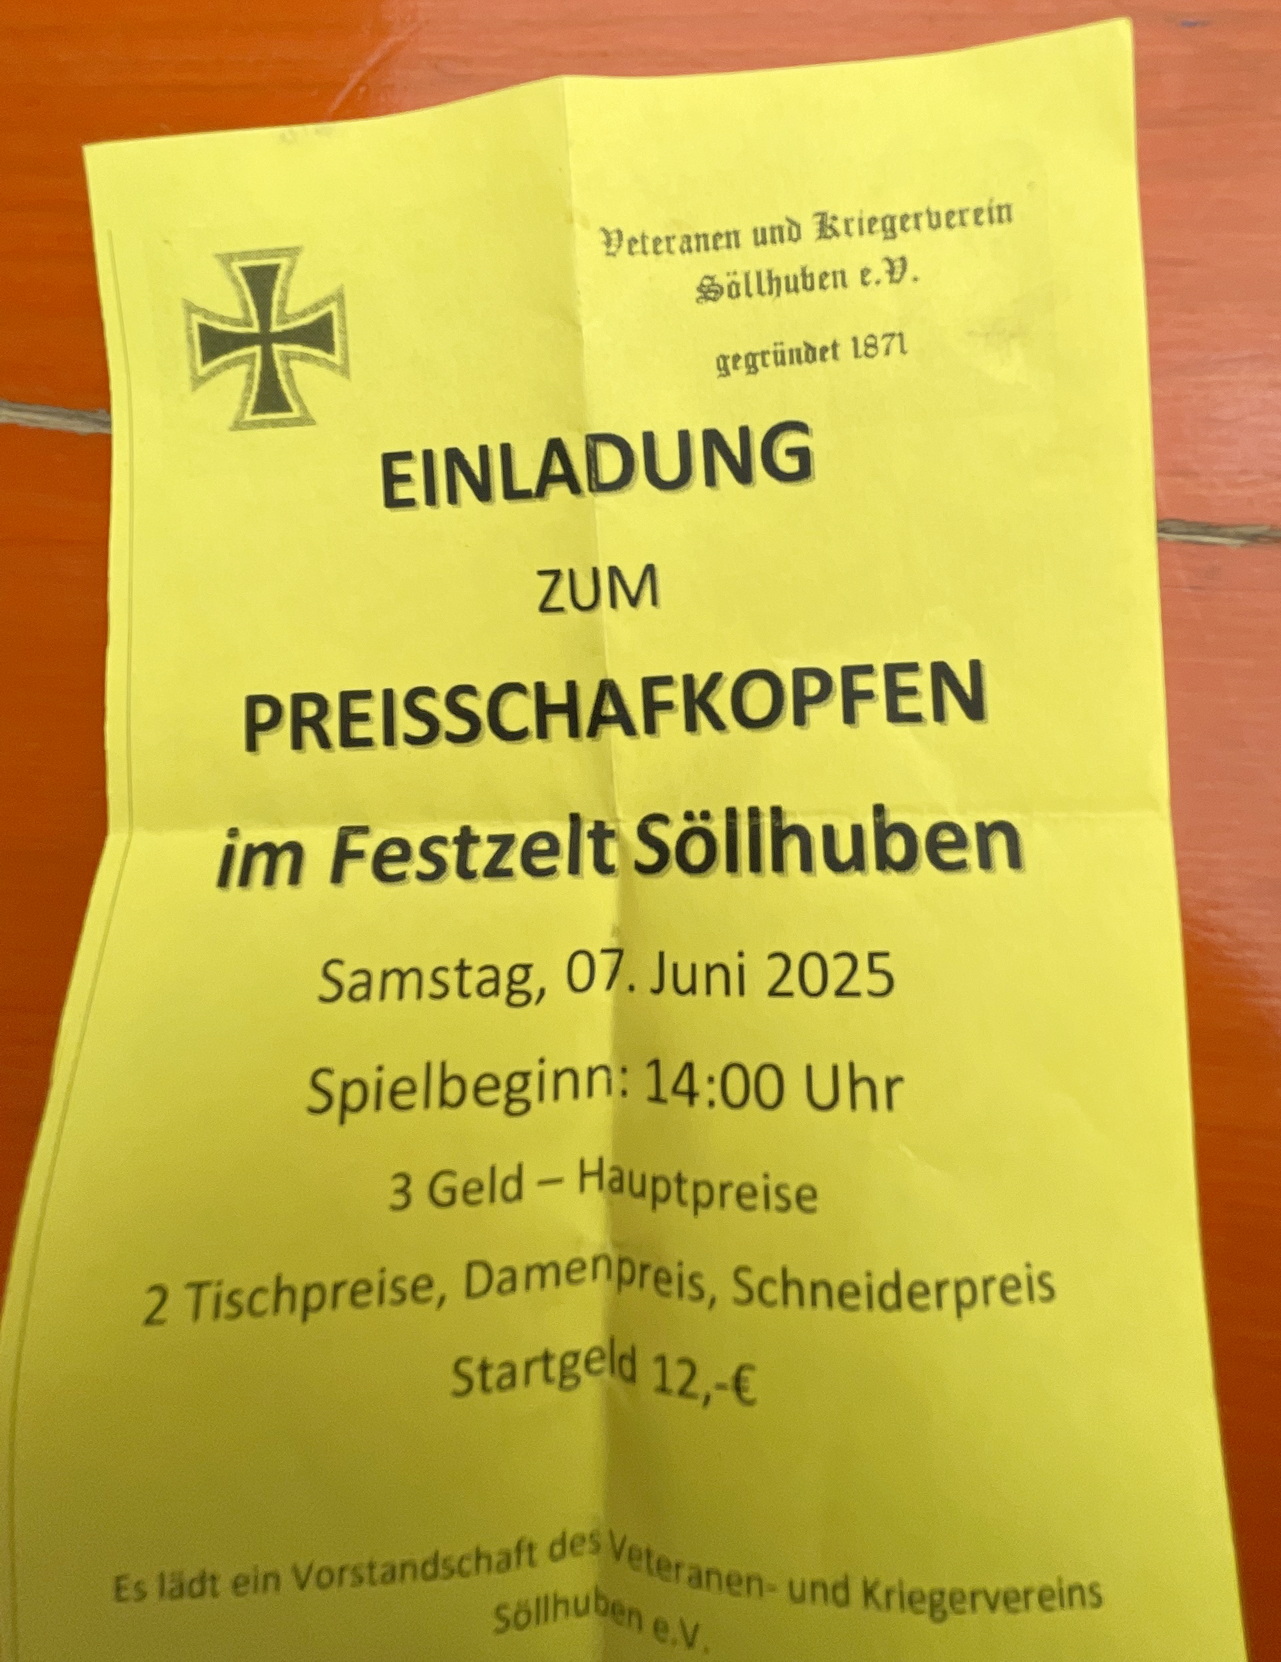 Veteranen und Kriegerverein
Söllhuben e.V.
gegründet 1871
EINLADUNG
ZUM
PREISSCHAFKOPFEN
im Festzelt Söllhuben
Samstag, 07. Juni 2025
Spielbeginn: 14:00 Uhr
3 Geld – Hauptpreise
2 Tischpreise, Damenpreis, Schneiderpreis
Startgeld 12,-€
Es lädt ein Vorstandschaft des Veteranen- und Kriegervereins
Söllhuben e.V.